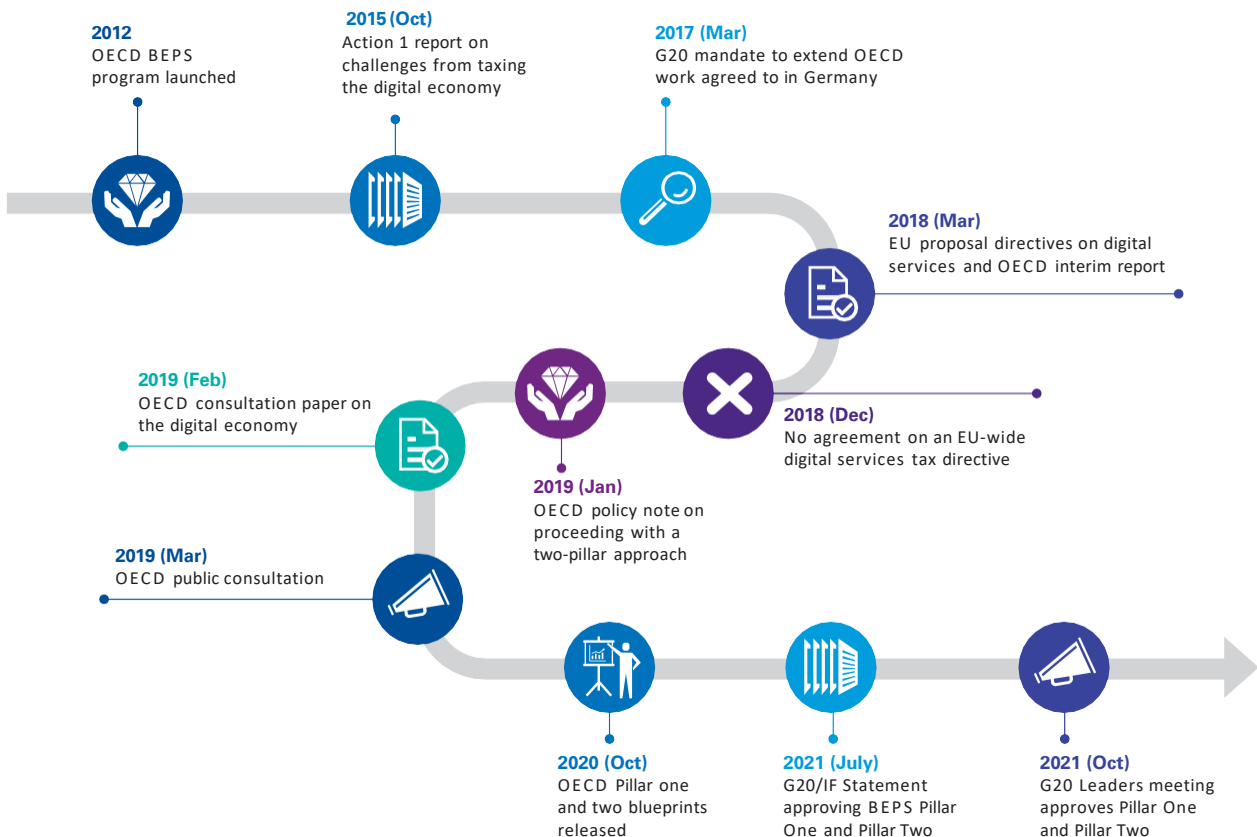 2012
OECD BEPS
program launched
2015 (Oct)
Action 1 report on
challenges from taxing
the digital economy
2017 (Mar)
G20 mandate to extend OECD
work agreed to in Germany
2018 (Mar)
EU proposal directives on digital
services and OECD interim report
2018 (Dec)
No agreement on an EU-wide
digital services tax directive
2019 (Jan)
OECD policy note on
proceeding with a
two-pillar approach
2019 (Feb)
OECD consultation paper on
the digital economy
2019 (Mar)
OECD public consultation
2020 (Oct)
OECD Pillar one
and two blueprints
released
2021 (July)
G20/IF Statement
approving BEPS Pillar
One and Pillar Two
2021 (Oct)
G20 Leaders meeting
approves Pillar One
and Pillar Two